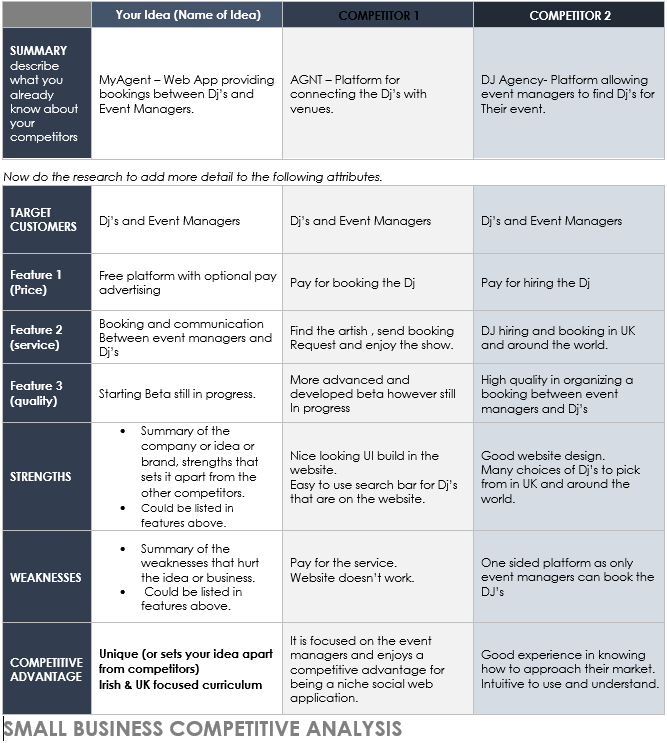 Your Idea (Name of Idea)
COMPETITOR 1
COMPETITOR 2
SUMMARY
describe
what you
already
know about
your
competitors
MyAgent – Web App providing
bookings between Dj's and
Event Managers.
AGNT – Platform for
connecting the Dj's with
venues.
DJ Agency- Platform allowing
event managers to find Dj's for
Their event.
Now do the research to add more detail to the following attributes.
TARGET
CUSTOMERS
Dj's and Event Managers
Dj's and Event Managers
Dj's and Event Managers
Feature 1
(Price)
Free platform with optional pay
advertising
Pay for booking the Dj
Pay for hiring the Dj
Feature 2
(service)
Booking and communication
Between event managers and
Dj's
Find the artish , send booking
Request and enjoy the show.
DJ hiring and booking in UK
and around the world.
Feature 3
(quality)
Starting Beta still in progress.
More advanced and
developed beta however still
In progress
High quality in organizing a
booking between event
managers and Dj's
STRENGTHS
• Summary of the
company or idea or
brand, strengths that
sets it apart from the
other competitors.
• Could be listed in
features above.
Nice looking UI build in the
website.
Easy to use search bar for Dj's
that are on the website.
Good website design.
Many choices of Dj's to pick
from in UK and around the
world.
WEAKNESSES
• Summary of the
weaknesses that hurt
the idea or business.
• Could be listed in
features above.
Pay for the service.
Website doesn't work.
One sided platform as only
event managers can book the
DJ's
COMPETITIVE
ADVANTAGE
Unique (or sets your idea apart
from competitors)
Irish & UK focused curriculum
It is focused on the event
managers and enjoys a
competitive advantage for
being a niche social web
application.
Good experience in knowing
how to approach their market.
Intuitive to use and understand.
SMALL BUSINESS COMPETITIVE ANALYSIS